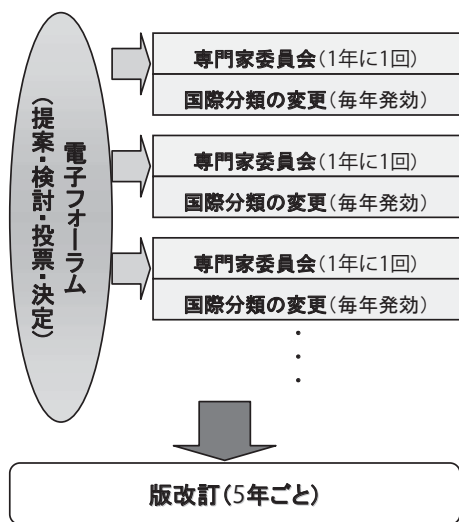 電子フォーラム
（提案・検討・投票・決定）
専門家委員会（1年に1回）
国際分類の変更（毎年発効）
専門家委員会（1年に1回）
国際分類の変更（毎年発効）
専門家委員会（1年に1回）
国際分類の変更（毎年発効）
・
・
・
版改訂（5年ごと）